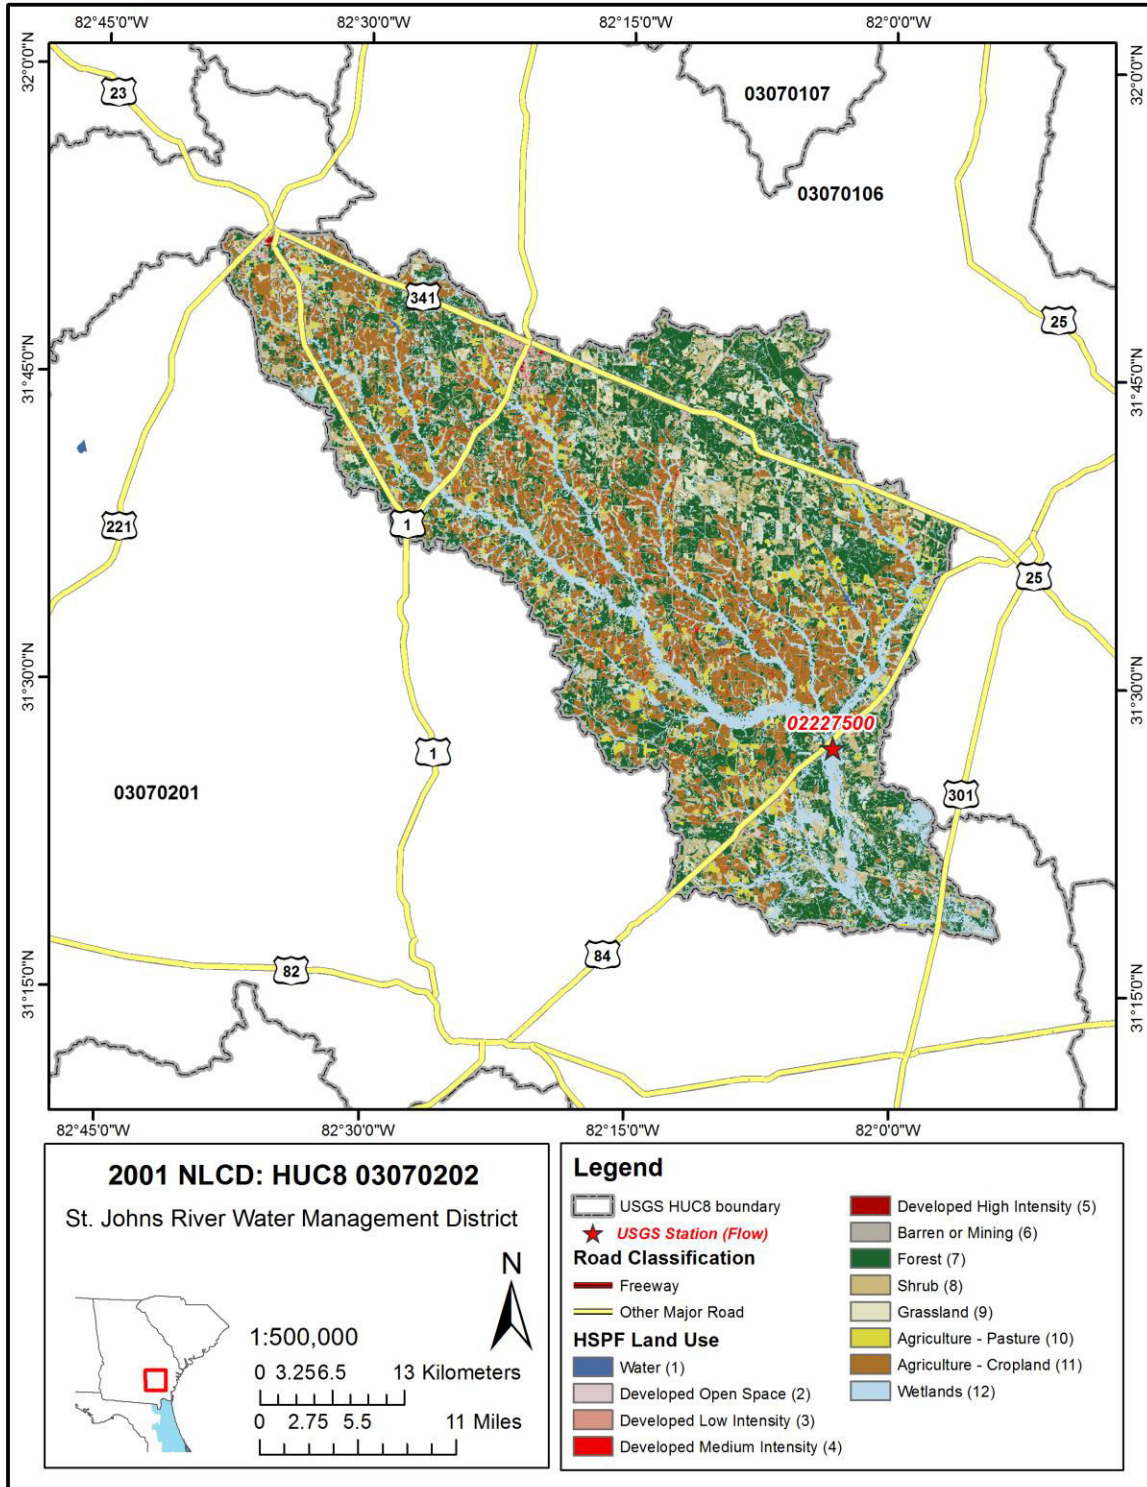 82°45'0"W 82°30'0"W 82°15'0"W 82°0'0"W
32°0'0"N
32°0'0"N
23
03070107
03070106
341
25
31°45'0"N
31°45'0"N
221
1
25
31°30'0"N
31°30'0"N
02227500
1
03070201
301
84
82
31°15'0"N
31°15'0"N
82°45'0"W 82°30'0"W 82°15'0"W 82°0'0"W
2001 NLCD: HUC8 03070202
St. Johns River Water Management District
N
1:500,000
0 3.256.5 13 Kilometers
0 2.75 5.5 11 Miles
Legend
USGS HUC8 boundary
USGS Station (Flow)
Road Classification
Freeway
Other Major Road
HSPF Land Use
Water (1)
Developed Open Space (2)
Developed Low Intensity (3)
Developed Medium Intensity (4)
Developed High Intensity (5)
Barren or Mining (6)
Forest (7)
Shrub (8)
Grassland (9)
Agriculture - Pasture (10)
Agriculture - Cropland (11)
Wetlands (12)